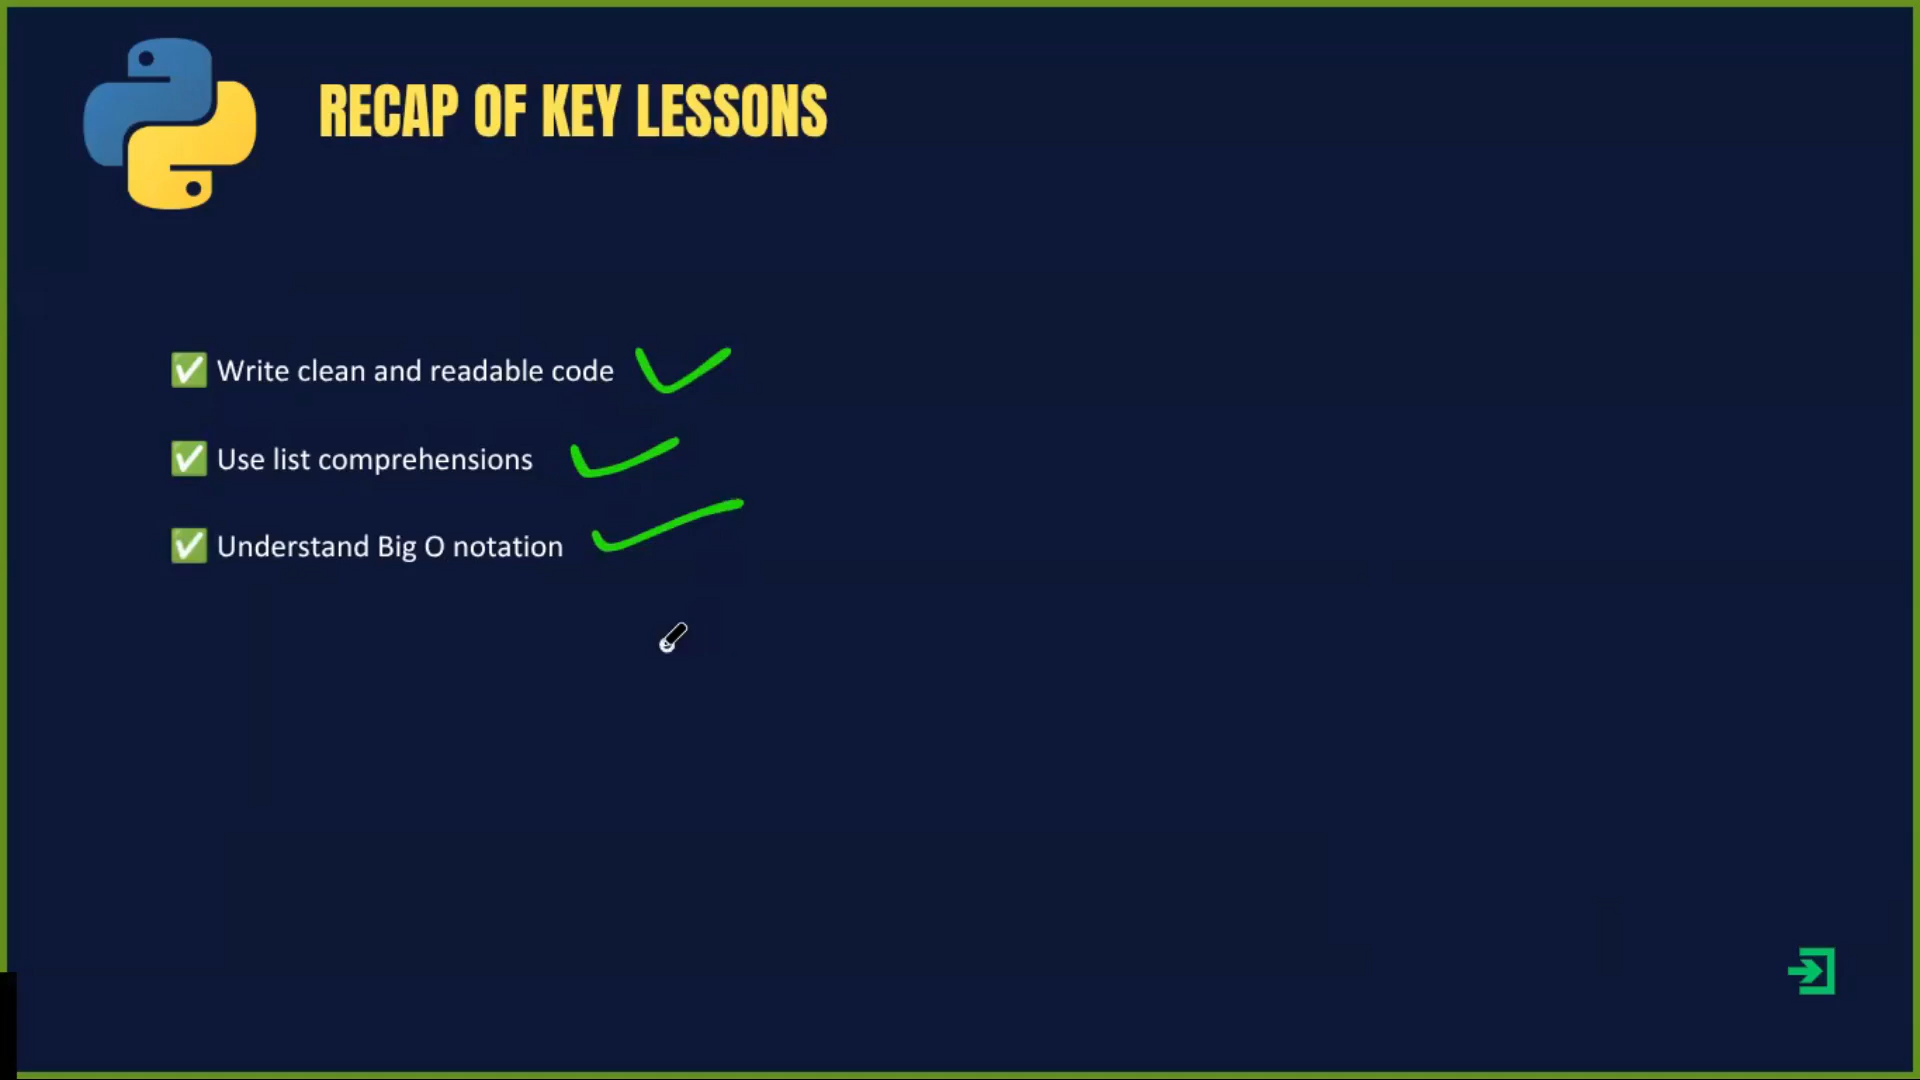 RECAP OF KEY LESSONS
✅ Write clean and readable code
✅ Use list comprehensions
✅ Understand Big O notation